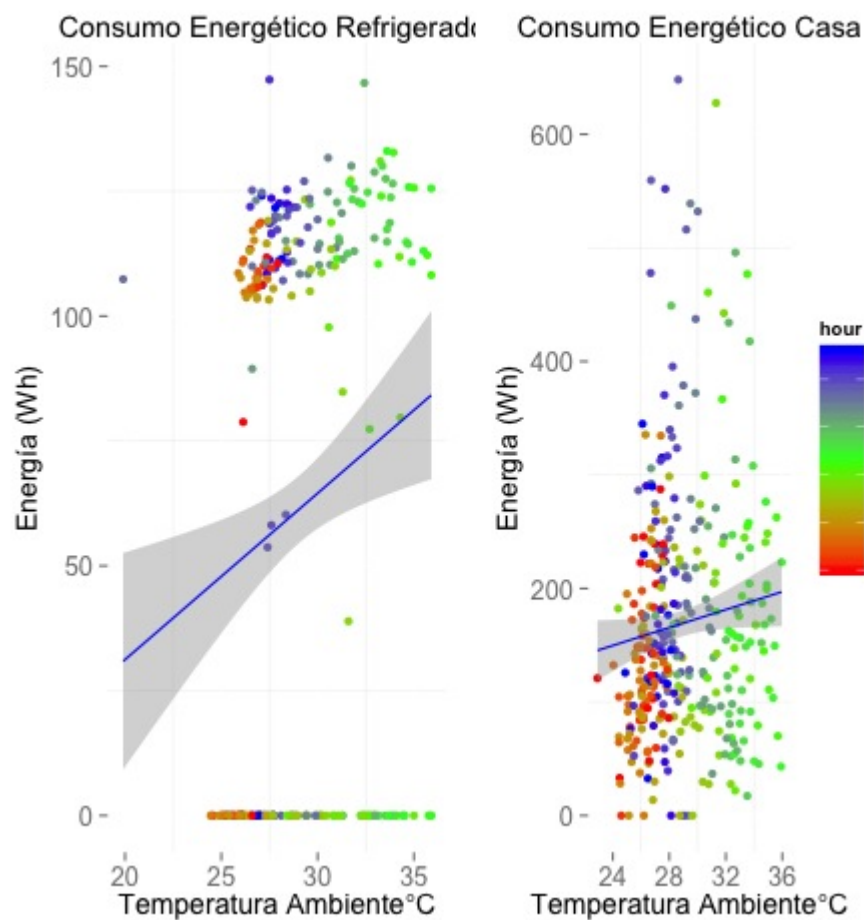 Consumo Energético Refrigerado
Energía (Wh)
150
100
50
0
20 25 30 35
Temperatura Ambiente°C
Consumo Energético Casa
Energía (Wh)
600
400
200
0
24 28 32 36
Temperatura Ambiente°C
hour